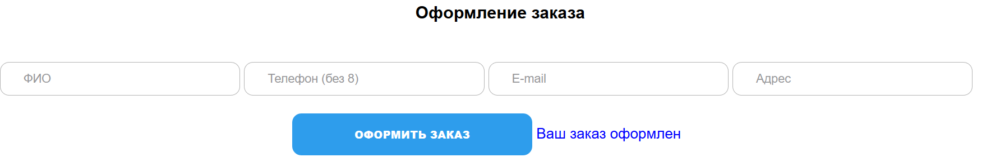 Оформление заказа
ФИО Телефон (без 8) E-mail Адрес
ОФОРМИТЬ ЗАКАЗ Ваш заказ оформлен